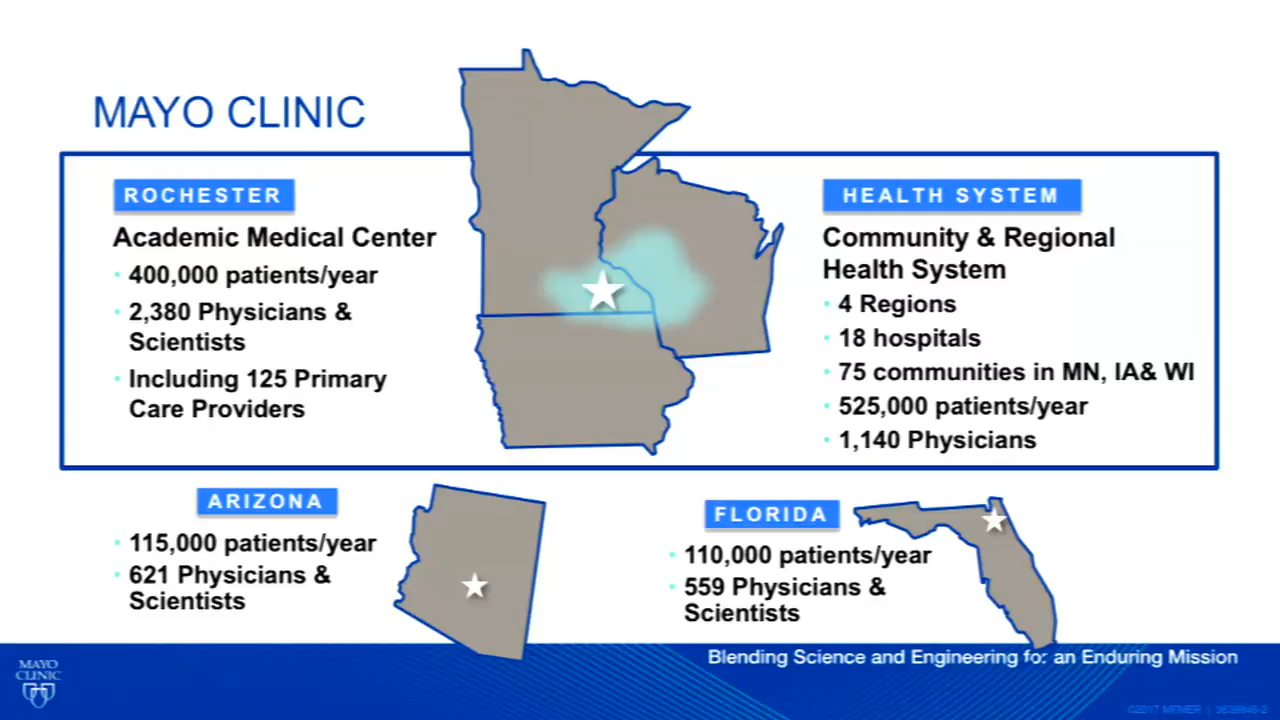 MAYO CLINIC
ROCHESTER
Academic Medical Center
400,000 patients/year
2,380 Physicians &
Scientists
Including 125 Primary
Care Providers
HEALTH SYSTEM
Community & Regional
Health System
4 Regions
18 hospitals
75 communities in MN, IA& WI
525,000 patients/year
1,140 Physicians
ARIZONA
115,000 patients/year
621 Physicians &
Scientists
FLORIDA
110,000 patients/year
559 Physicians &
Scientists
Blending Science and Engineering fo: an Enduring Mission
MAYO
CLINIC
©2017 MFMER |